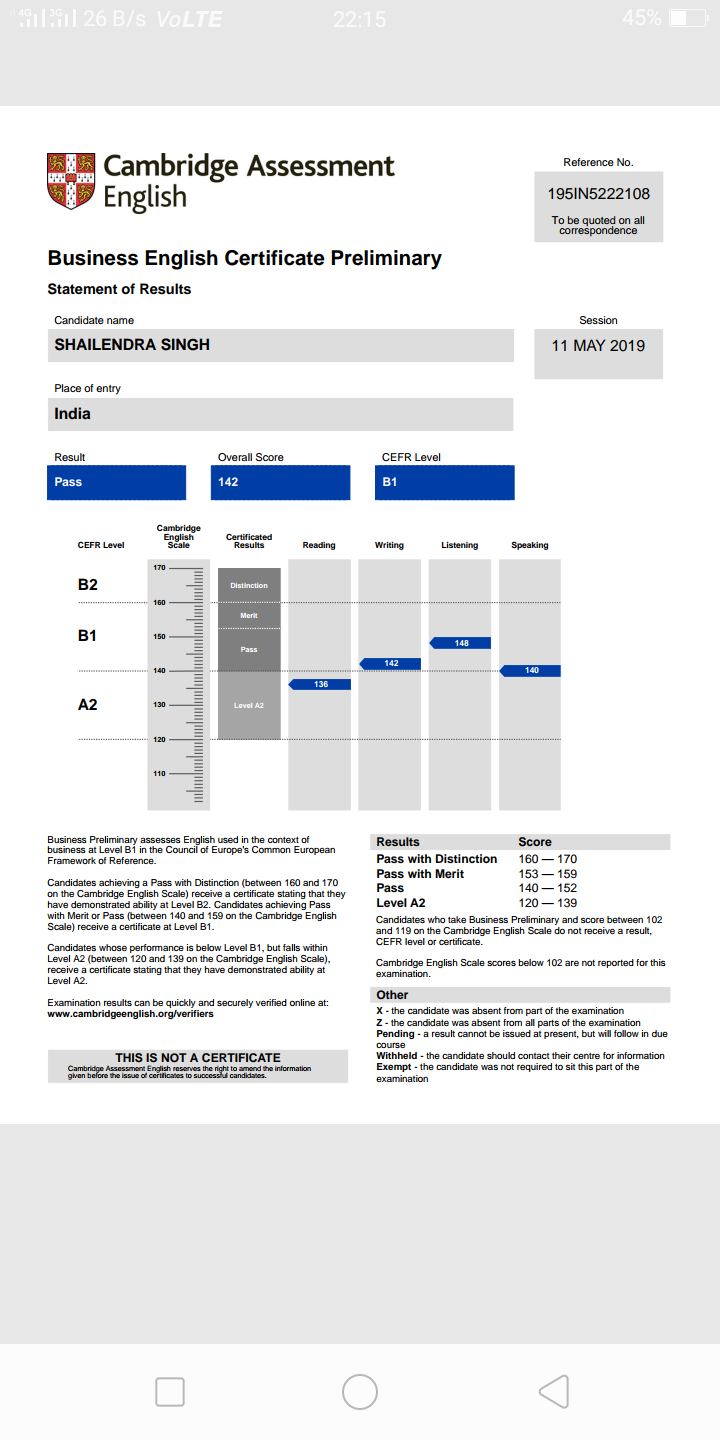 4G 3G 26 B/s VoLTE 22:15 45%
Cambridge Assessment
English
Reference No.
195IN5222108
To be quoted on all
correspondence
Business English Certificate Preliminary
Statement of Results
Candidate name
SHAILENDRA SINGH
Session
11 MAY 2019
Place of entry
India
Result
Pass
Overall Score
142
CEFR Level
B1
CEFR Level
Cambridge
English
Scale
Certificated
Results
Reading
Writing
Listening
Speaking
B2
B1
A2
170
160
150
140
130
120
110
Distinction
Merit
Pass
Level A2
136
142
148
140
Business Preliminary assesses English used in the context of
business at Level B1 in the Council of Europe's Common European
Framework of Reference.
Candidates achieving a Pass with Distinction (between 160 and 170
on the Cambridge English Scale) receive a certificate stating that they
have demonstrated ability at Level B2. Candidates achieving Pass
with Merit or Pass (between 140 and 159 on the Cambridge English
Scale) receive a certificate at Level B1.
Candidates whose performance is below Level B1, but falls within
Level A2 (between 120 and 139 on the Cambridge English Scale),
receive a certificate stating that they have demonstrated ability at
Level A2.
Examination results can be quickly and securely verified online at:
www.cambridgeenglish.org/verifiers
THIS IS NOT A CERTIFICATE
Cambridge Assessment English reserves the right to amend the information
given before the issue of certificates to successful candidates.
Results Score
Pass with Distinction 160 — 170
Pass with Merit 153 — 159
Pass 140 — 152
Level A2 120 — 139
Candidates who take Business Preliminary and score between 102
and 119 on the Cambridge English Scale do not receive a result,
CEFR level or certificate.
Cambridge English Scale scores below 102 are not reported for this
examination.
Other
X - the candidate was absent from part of the examination
Z - the candidate was absent from all parts of the examination
Pending - a result cannot be issued at present, but will follow in due
course
Withheld - the candidate should contact their centre for information
Exempt - the candidate was not required to sit this part of the
examination